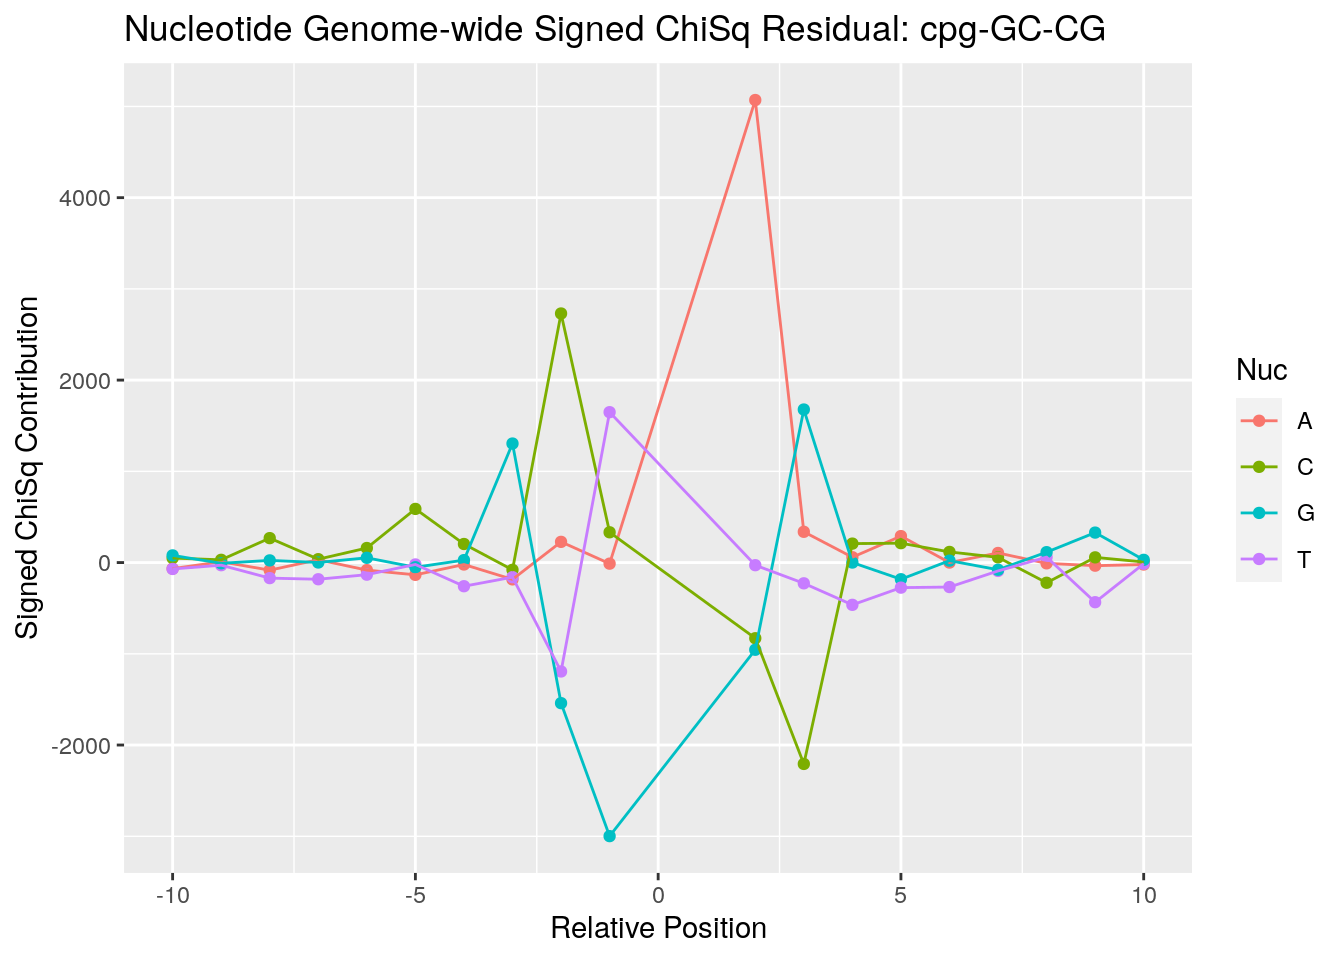 Nucleotide Genome-wide Signed ChiSq Residual: cpg-GC-CG
Signed ChiSq Contribution
4000
2000
0
-2000
-10
-5
0
5
10
Relative Position
Nuc
A
C
G
T